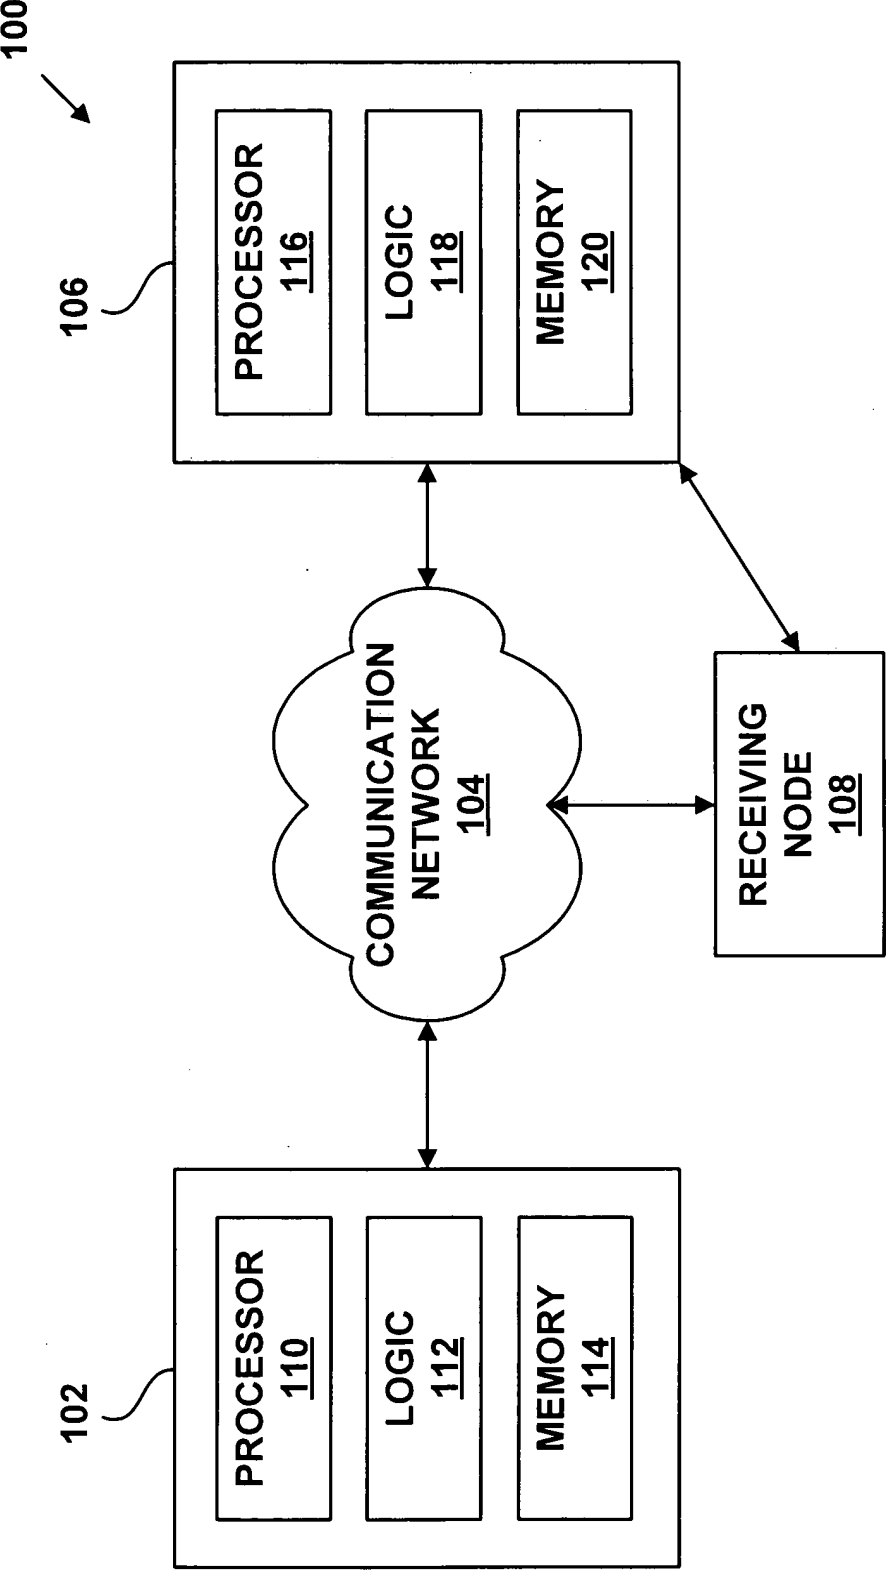 100
102
PROCESSOR
110
LOGIC
112
MEMORY
114
COMMUNICATION
NETWORK
104
106
PROCESSOR
116
LOGIC
118
MEMORY
120
RECEIVING
NODE
108